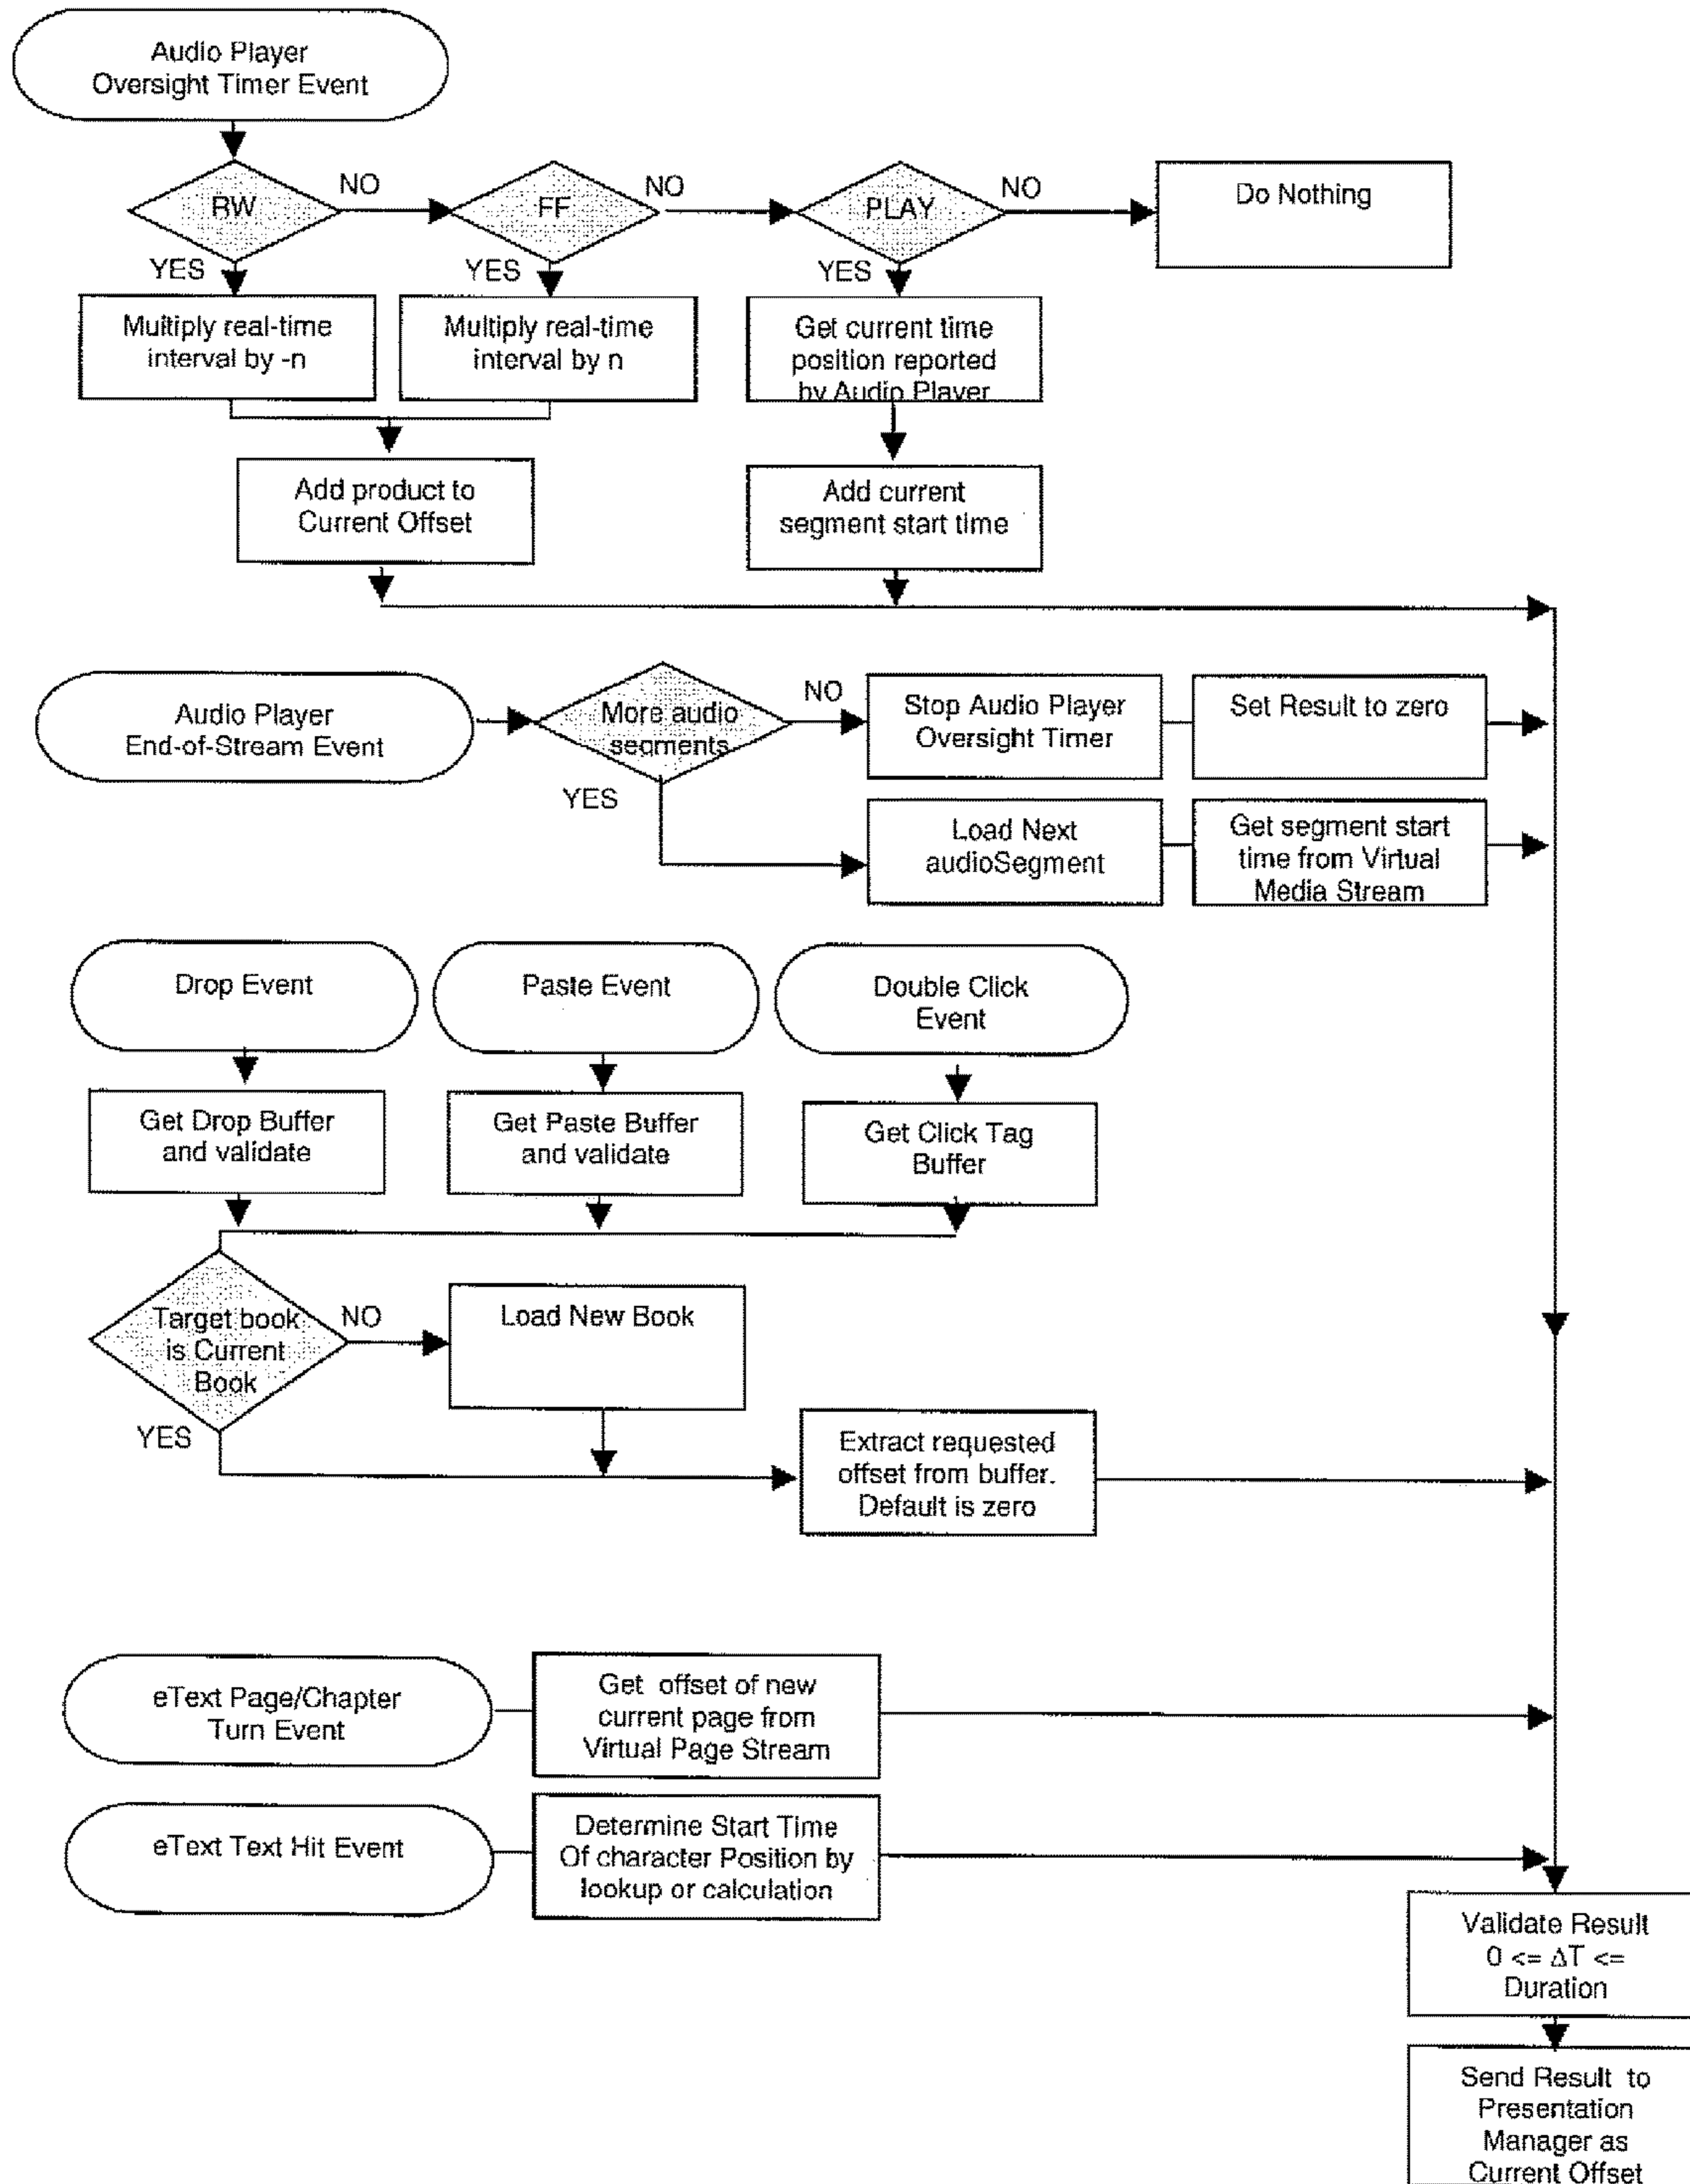 Audio Player
Oversight Timer Event
RW
NO
FF
NO
PLAY
NO
Do Nothing
YES
YES
YES
Multiply real-time
interval by -n
Multiply real-time
interval by n
Get current time
position reported
by Audio Player
Add product to
Current Offset
Add current
segment start time
Audio Player
End-of-Stream Event
More audio
segments
NO
YES
Stop Audio Player
Oversight Timer
Set Result to zero
Load Next
audioSegment
Get segment start
time from Virtual
Media Stream
Drop Event
Paste Event
Double Click
Event
Get Drop Buffer
and validate
Get Paste Buffer
and validate
Get Click Tag
Buffer
Target book
is Current
Book
NO
YES
Load New Book
Extract requested
offset from buffer.
Default is zero
eText Page/Chapter
Turn Event
Get offset of new
current page from
Virtual Page Stream
eText Text Hit Event
Determine Start Time
Of character Position by
lookup or calculation
Validate Result
0 <= ΔT <=
Duration
Send Result to
Presentation
Manager as
Current Offset